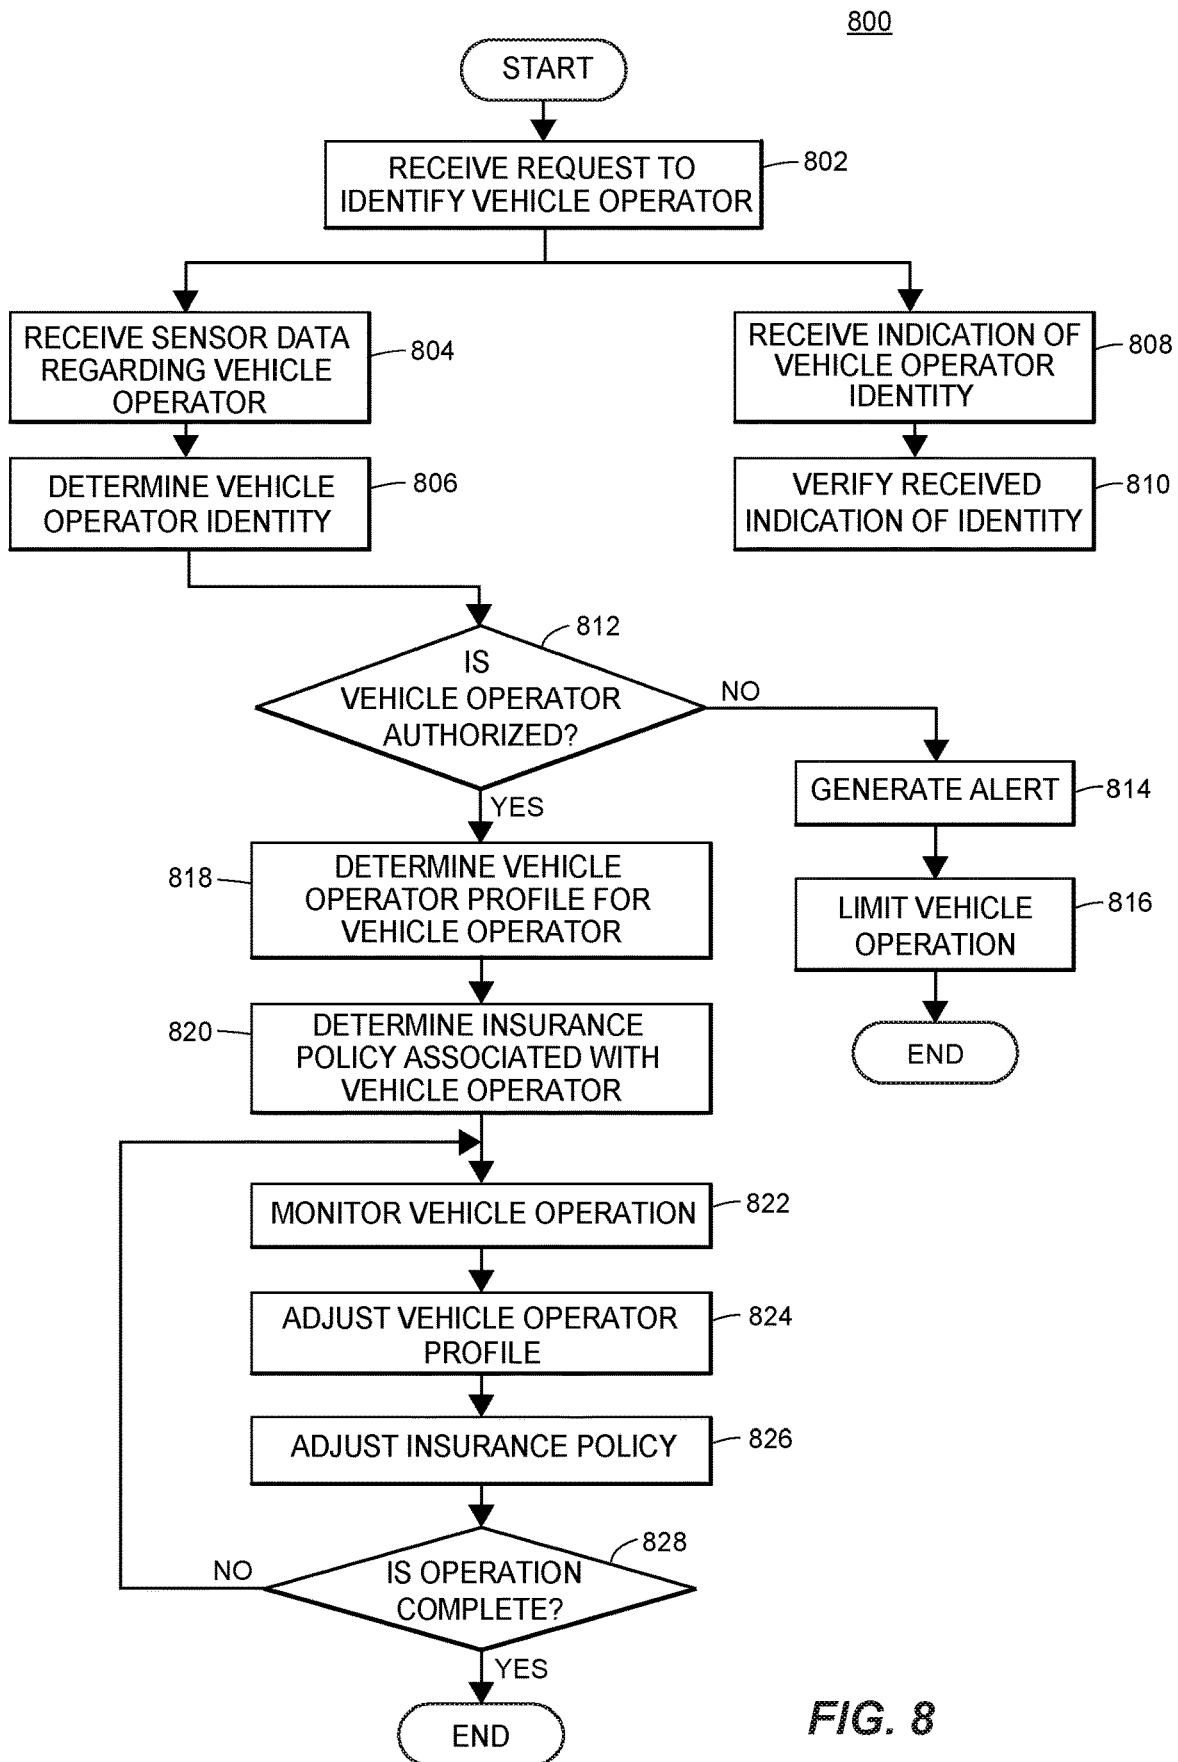 800
START
RECEIVE REQUEST TO
IDENTIFY VEHICLE OPERATOR
802
RECEIVE SENSOR DATA
REGARDING VEHICLE
OPERATOR
804
RECEIVE INDICATION OF
VEHICLE OPERATOR
IDENTITY
808
DETERMINE VEHICLE
OPERATOR IDENTITY
806
VERIFY RECEIVED
INDICATION OF IDENTITY
810
812
IS
VEHICLE OPERATOR
AUTHORIZED?
NO
YES
GENERATE ALERT
814
LIMIT VEHICLE
OPERATION
816
END
818
DETERMINE VEHICLE
OPERATOR PROFILE FOR
VEHICLE OPERATOR
820
DETERMINE INSURANCE
POLICY ASSOCIATED WITH
VEHICLE OPERATOR
MONITOR VEHICLE OPERATION
822
ADJUST VEHICLE OPERATOR
PROFILE
824
ADJUST INSURANCE POLICY
826
828
IS OPERATION
COMPLETE?
NO
YES
END
FIG. 8